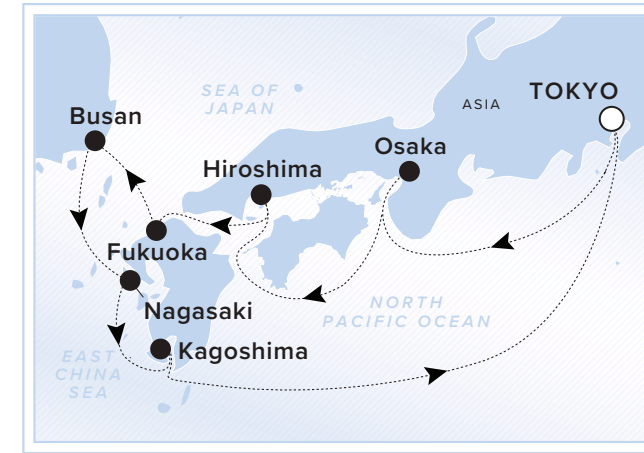 SEA OF
JAPAN
ASIA
TOKYO
Busan
Osaka
Hiroshima
Fukuoka
Nagasaki
NORTH
PACIFIC OCEAN
Kagoshima
EAST
CHINA
SEA